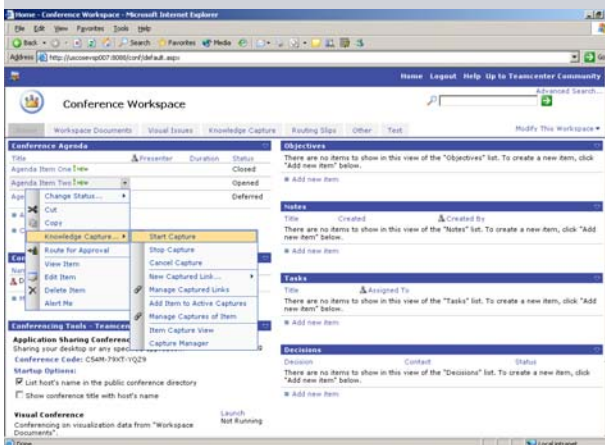 Home - Conference Workspace - Microsoft Internet Explorer
File Edit View Favorites Tools Help
Back Search Favorites Media
Address http://uscosevsp007:8080/conf/default.aspx Go
Home Logout Help Up to Teamcenter Community
Conference Workspace
Advanced Search...
Workspace Documents Visual Issues Knowledge Capture Routing Slips Other Test Modify This Workspace
Conference Agenda
Title Presenter Duration Status
Agenda Item One ! new Closed
Agenda Item Two ! new Opened
Age Deferred
Change Status...
Cut
Copy
Knowledge Capture...
Route for Approval
View Item
Edit Item
Delete Item
Alert Me
Start Capture
Stop Capture
Cancel Capture
New Captured Link...
Manage Captured Links
Add Item to Active Captures
Manage Captures of Item
Item Capture View
Capture Manager
Conferencing Tools - Teamcen
Application Sharing Conferenc
Sharing your desktop or any spec
Conference Code: C54M-79XT-YQZ9
Startup Options:
List host's name in the public conference directory
Show conference title with host's name
Visual Conference Launch
Conferencing on visualization data from "Workspace Not Running
Documents".
Objectives
There are no items to show in this view of the "Objectives" list. To create a new item, click
"Add new item" below.
Add new item
Notes
Title Created Created By
There are no items to show in this view of the "Notes" list. To create a new item, click "Add
new item" below.
Add new item
Tasks
Title Assigned To
There are no items to show in this view of the "Tasks" list. To create a new item, click
"Add new item" below.
Add new item
Decisions
Decision Contact Status
There are no items to show in this view of the "Decisions" list. To create a new item, click
"Add new item" below.
Add new item
Done Local intranet